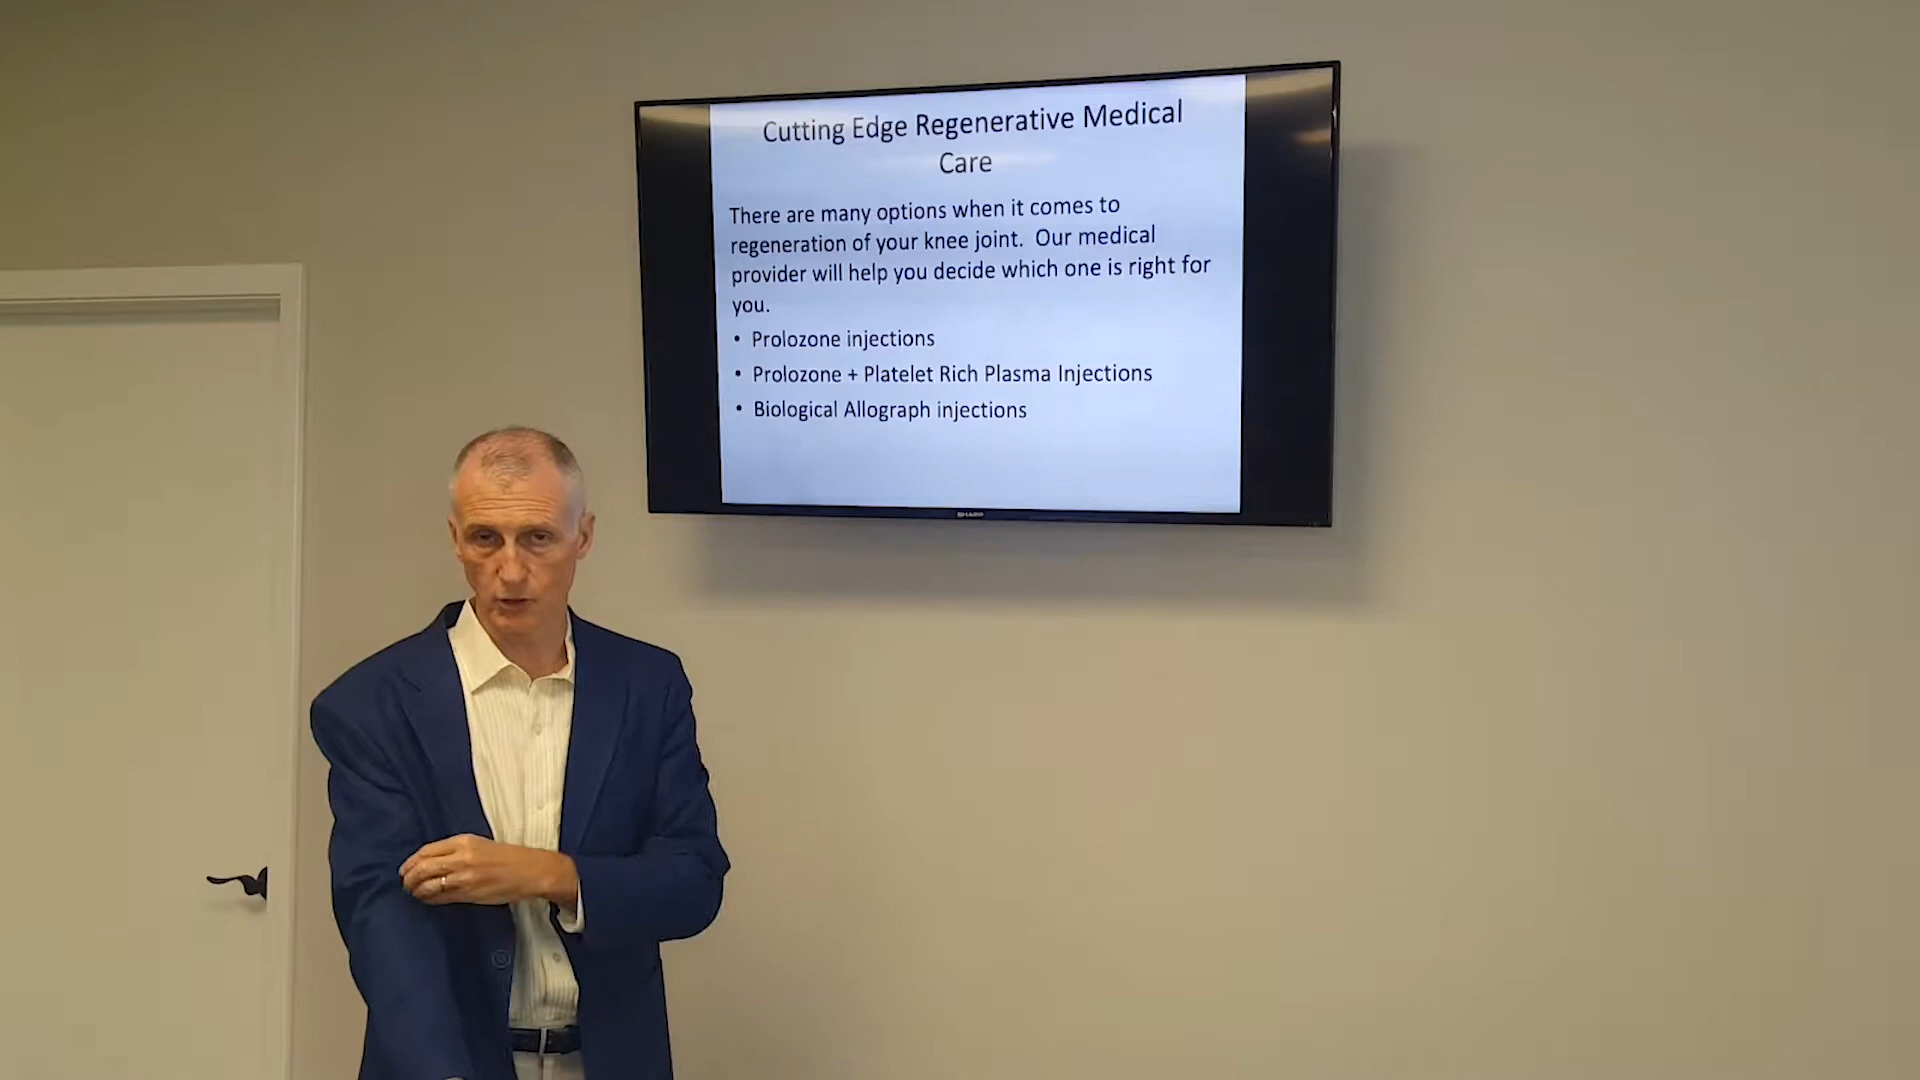 Cutting Edge Regenerative Medical
Care
There are many options when it comes to
regeneration of your knee joint. Our medical
provider will help you decide which one is right for
you.
• Prolozone injections
• Prolozone + Platelet Rich Plasma Injections
• Biological Allograph injections
SHARP